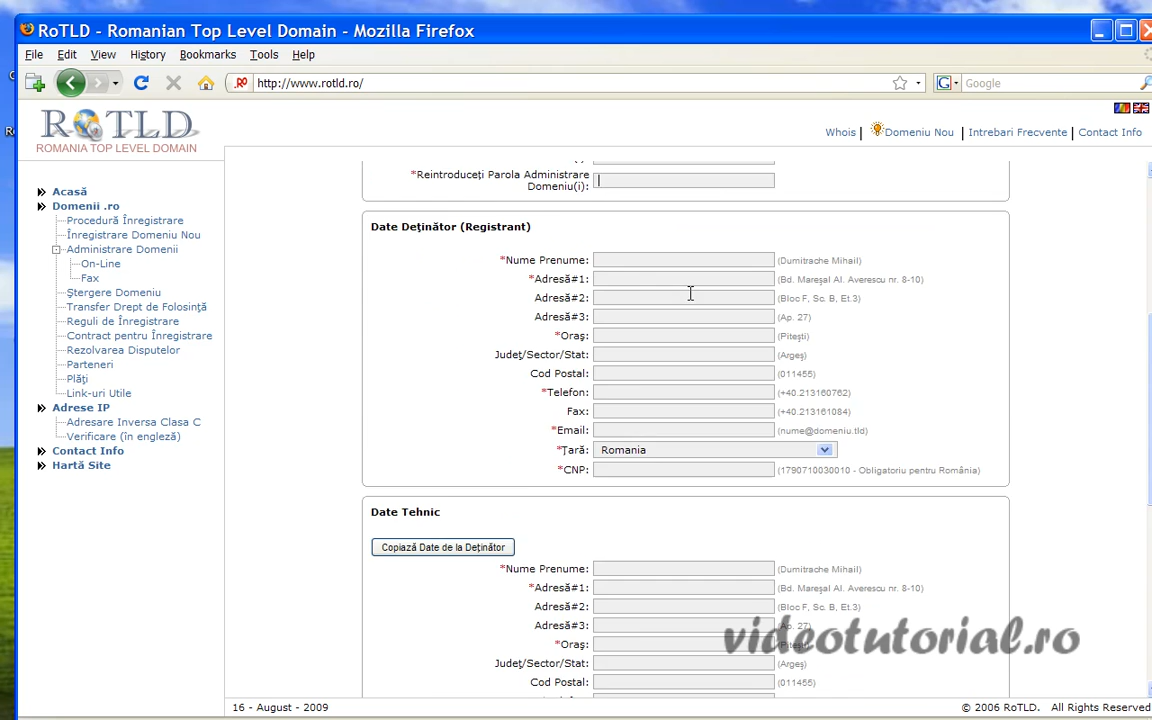 RoTLD - Romanian Top Level Domain - Mozilla Firefox
File Edit View History Bookmarks Tools Help
.RO http://www.rotld.ro/
G Google
ROTLD
ROMANIA TOP LEVEL DOMAIN
Whois | Domeniu Nou | Intrebari Frecvente | Contact Info
Acasă
Domenii .ro
Procedură Înregistrare
Înregistrare Domeniu Nou
Administrare Domenii
On-Line
Fax
Ştergere Domeniu
Transfer Drept de Folosinţă
Reguli de Înregistrare
Contract pentru Înregistrare
Rezolvarea Disputelor
Parteneri
Plăţi
Link-uri Utile
Adrese IP
Adresare Inversa Clasa C
Verificare (în engleză)
Contact Info
Hartă Site
*Reintroduceţi Parola Administrare
Domeniu(i):
Date Deţinător (Registrant)
*Nume Prenume: (Dumitrache Mihail)
*Adresă#1: (Bd. Mareşal Al. Averescu nr. 8-10)
Adresă#2: (Bloc F, Sc. B, Et.3)
Adresă#3: (Ap. 27)
*Oraş: (Piteşti)
Judeţ/Sector/Stat: (Argeş)
Cod Postal: (011455)
*Telefon: (+40.213160762)
Fax: (+40.213161084)
*Email: (nume@domeniu.tld)
*Ţară: Romania
*CNP: (1790710030010 - Obligatoriu pentru România)
Date Tehnic
Copiază Date de la Deţinător
*Nume Prenume: (Dumitrache Mihail)
*Adresă#1: (Bd. Mareşal Al. Averescu nr. 8-10)
Adresă#2: (Bloc F, Sc. B, Et.3)
Adresă#3: (Ap. 27)
*Oraş: (Piteşti)
Judeţ/Sector/Stat: (Argeş)
Cod Postal: (011455)
videotutorial.ro
16 - August - 2009
© 2006 RoTLD. All Rights Reserved